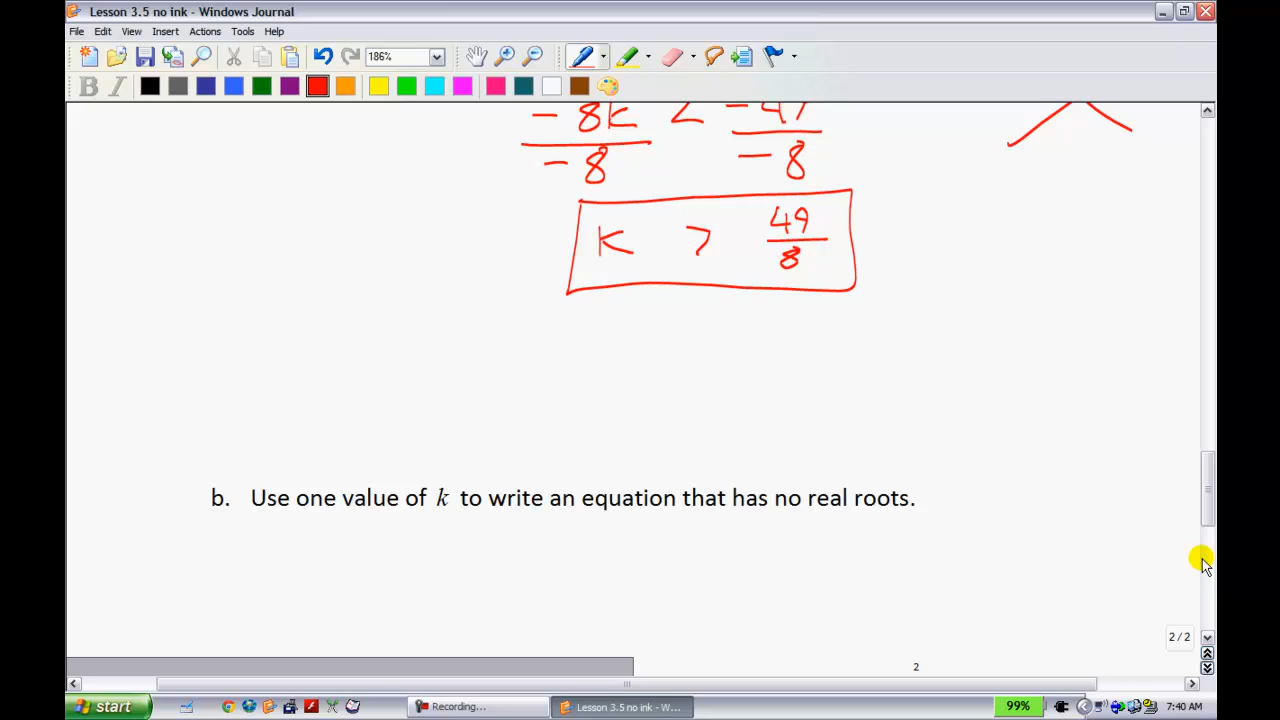 Lesson 3.5 no ink - Windows Journal
File Edit View Insert Actions Tools Help
B I
186%
- 8k < - 49
- 8 - 8
k > 49
8
b. Use one value of k to write an equation that has no real roots.
2 / 2
2
start
Recording...
Lesson 3.5 no ink - W...
99%
7:40 AM